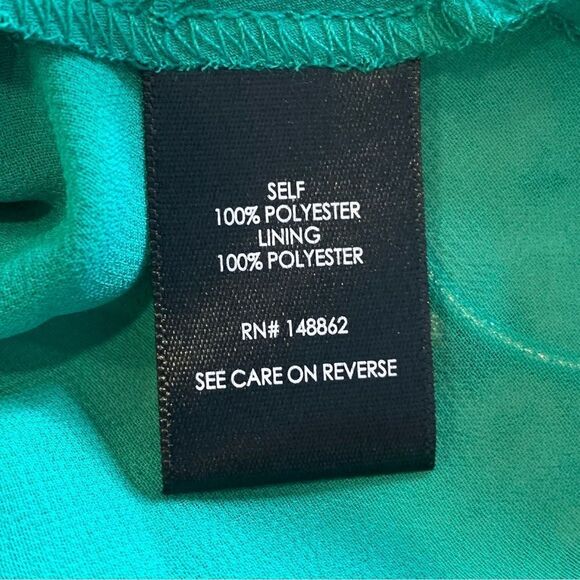 SELF
100% POLYESTER
LINING
100% POLYESTER
RN# 148862
SEE CARE ON REVERSE